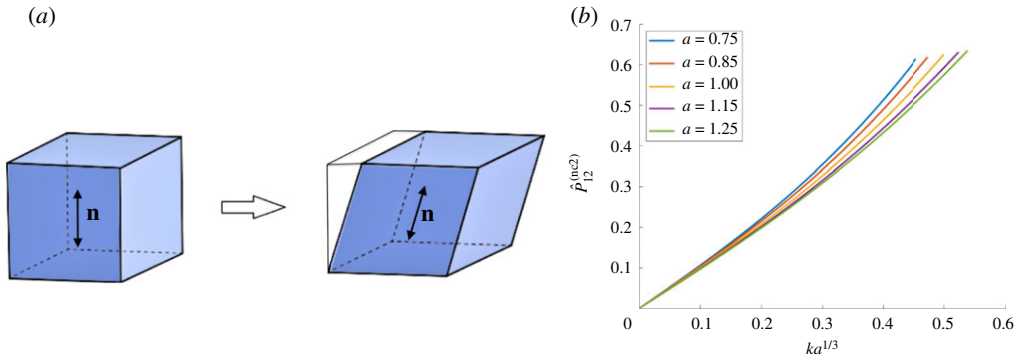 (a)
n
n
(b)
0.7
0.6
0.5
0.4
0.3
0.2
0.1
0
0.1 0.2 0.3 0.4 0.5 0.6
a = 0.75
a = 0.85
a = 1.00
a = 1.15
a = 1.25
P̂₁₂⁽ⁿᶜ²⁾
ka^{1/3}